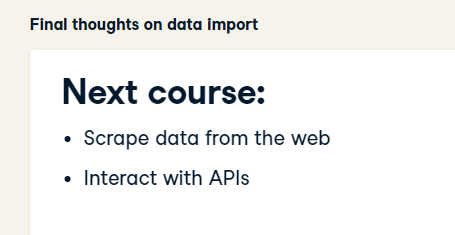 Final thoughts on data import
Next course:
• Scrape data from the web
• Interact with APIs